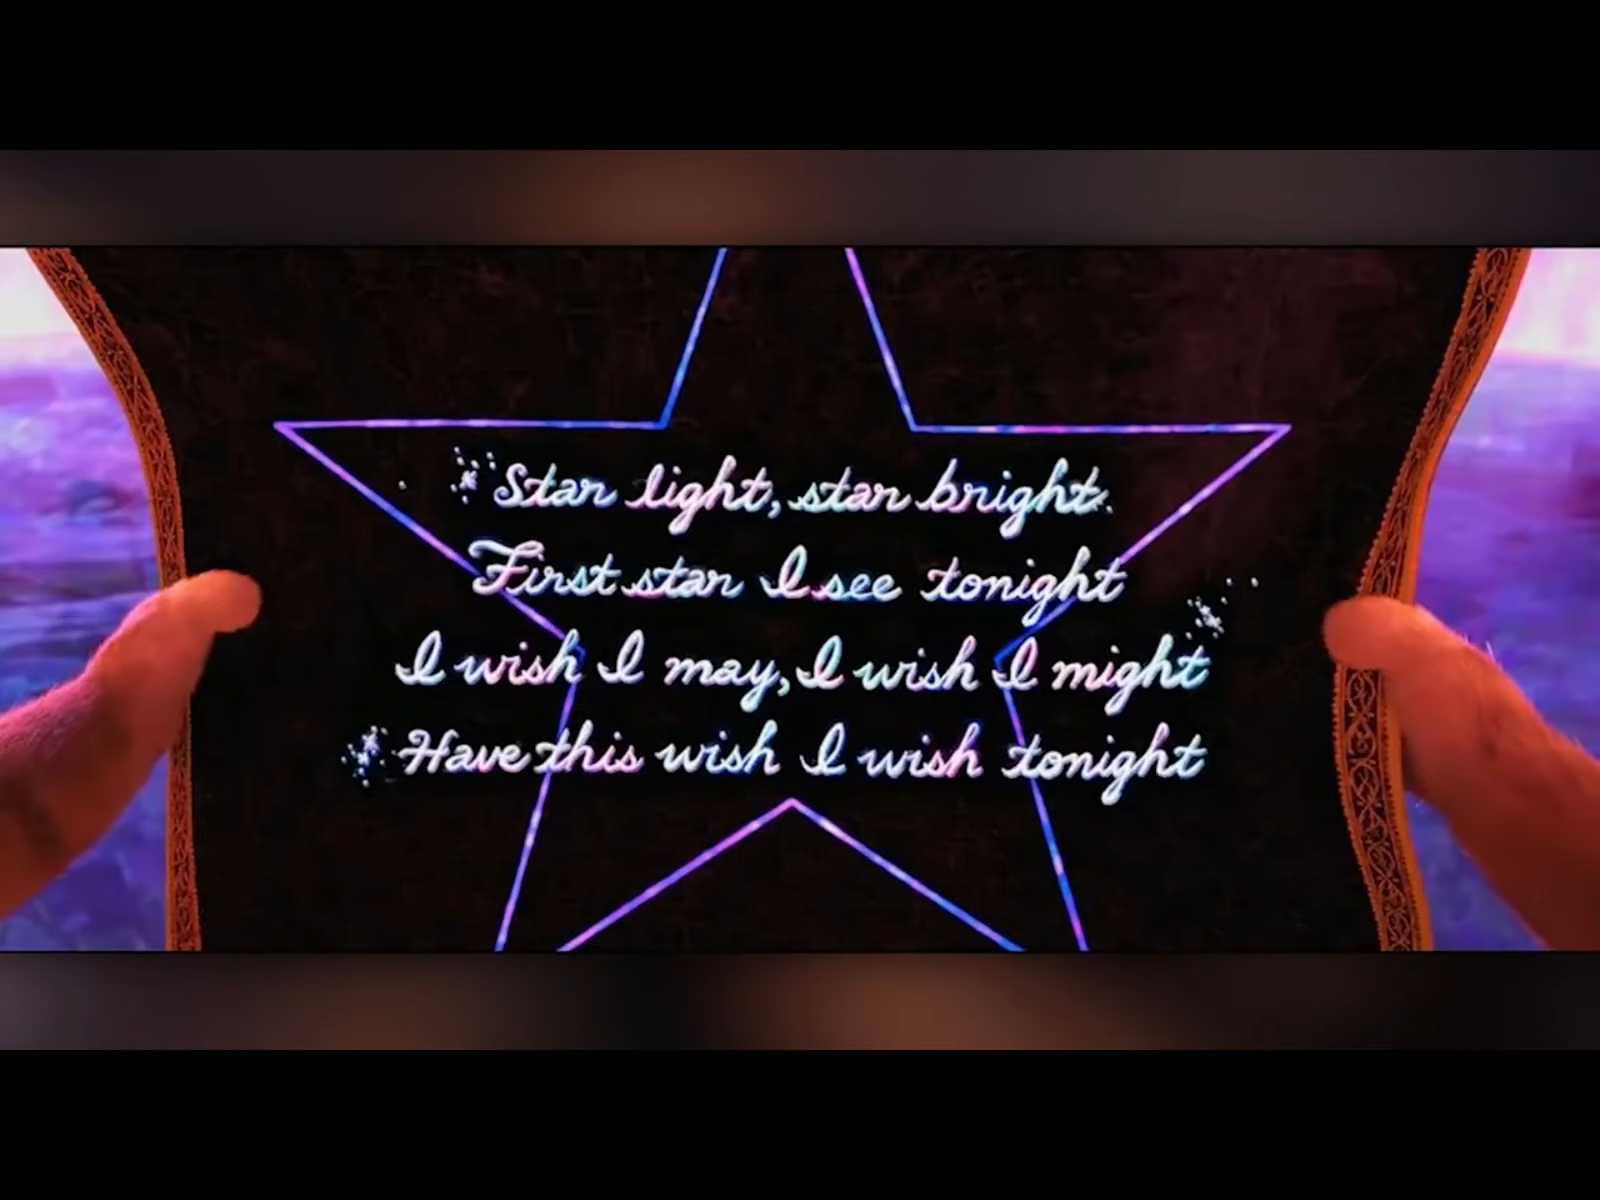 Star light, star bright
First star I see tonight
I wish I may, I wish I might
Have this wish I wish tonight